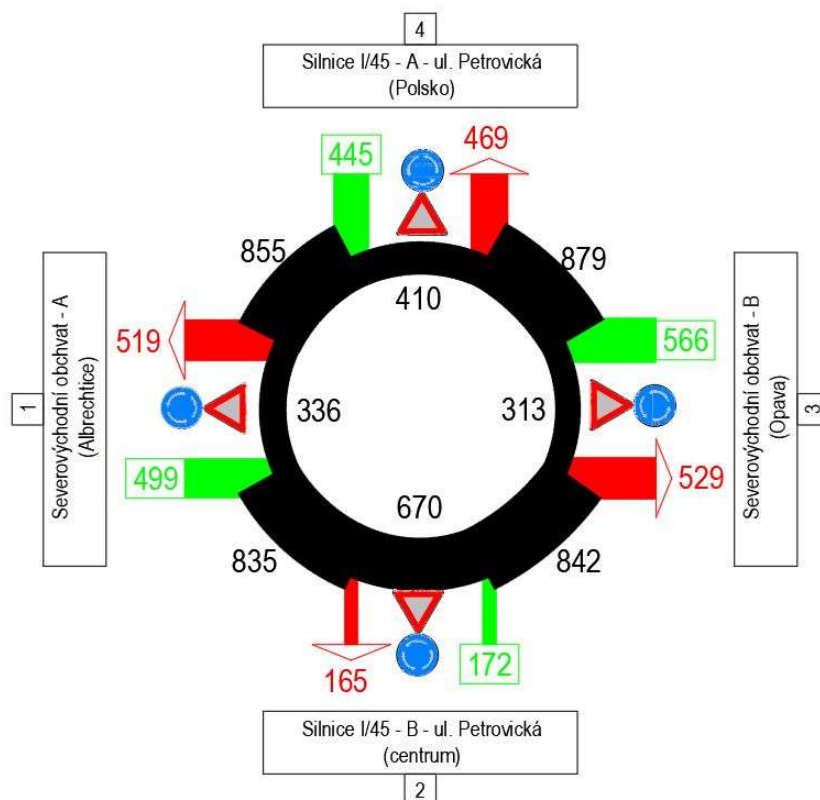 4
Silnice I/45 - A - ul. Petrovická
(Polsko)
445
469
855
879
410
Severovýchodní obchvat - A
(Albrechtice)
1
519
566
336
313
Severovýchodní obchvat - B
(Opava)
3
499
529
670
835
842
165
172
Silnice I/45 - B - ul. Petrovická
(centrum)
2